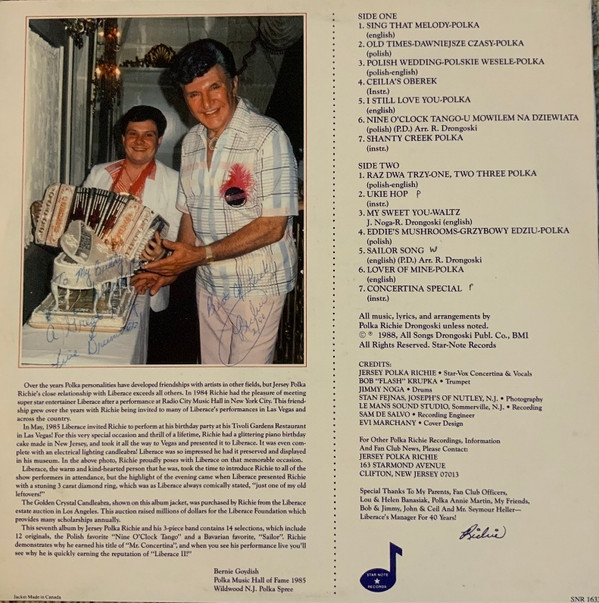 To My Buddy
Over the years Polka personalities have developed friendships with artists in other fields, but Jersey Polka
Richie's close relationship with Liberace exceeds all others. In 1984 Richie had the pleasure of meeting
super star entertainer Liberace after a performance at Radio City Music Hall in New York City. This friend-
ship grew over the years with Richie being invited to many of Liberace's performances in Las Vegas and
across the country.
In May, 1985 Liberace invited Richie to perform at his birthday party at his Tivoli Gardens Restaurant
in Las Vegas! For this very special occasion and thrill of a lifetime, Richie had a glittering piano birthday
cake made in New Jersey, and took it all the way to Vegas and presented it to Liberace. It was even com-
plete with an electrical lighting candleabra! Liberace was so impressed he had it preserved and displayed
in his museum. In the above photo, Richie proudly poses with Liberace on that memorable occasion.
Liberace, the warm and kind-hearted person that he was, took the time to introduce Richie to all of the
show performers in attendance, but the highlight of the evening came when Liberace presented Richie
with a stuning 3 carat diamond ring, which was as Liberace always comically stated, "just one of my old
leftovers!"
The Golden Crystal Candleabra, shown on this album jacket, was purchased by Richie from the Liberace
estate auction in Los Angeles. This auction raised millions of dollars for the Liberace Foundation which
provides many scholarships annually.
This seventh album by Jersey Polka Richie and his 3-piece band contains 14 selections, which include
12 originals, the Polish favorite "Nine O'Clock Tango" and a Bavarian favorite, "Sailor". Richie
demonstrates why he earned his title of "Mr. Concertina", and when you see his performance live you'll
see why he is quickly earning the reputation of "Liberace II!"
Bernie Goydish
Polka Music Hall of Fame 1985
Wildwood N.J. Polka Spree
Jacket Made in Canada
SIDE ONE
1. SING THAT MELODY-POLKA
(english)
2. OLD TIMES-DAWNIEJSZE CZASY-POLKA
(polish)
3. POLISH WEDDING-POLSKIE WESELE-POLKA
(polish-english)
4. CEILIA'S OBEREK
(Instr.)
5. I STILL LOVE YOU-POLKA
(english)
6. NINE O'CLOCK TANGO-U MOWILEM NA DZIEWIATA
(polish) (P.D.) Arr. R. Drongoski
7. SHANTY CREEK POLKA
(instr.)
SIDE TWO
1. RAZ DWA TRZY-ONE, TWO THREE POLKA
(polish-english)
2. UKIE HOP P
(instr.)
3. MY SWEET YOU-WALTZ
J. Noga-R. Drongoski (english)
4. EDDIE'S MUSHROOMS-GRZYBOWY EDZIU-POLKA
(polish)
5. SAILOR SONG W
(english) (P.D.) Arr. R. Drongoski
6. LOVER OF MINE-POLKA
(english)
7. CONCERTINA SPECIAL P
(instr.)
All music, lyrics, and arrangements by
Polka Richie Drongoski unless noted.
© ℗ 1988, All Songs Drongoski Publ. Co., BMI
All Rights Reserved. Star-Note Records
CREDITS:
JERSEY POLKA RICHIE • Star-Vox Concertina & Vocals
BOB "FLASH" KRUPKA • Trumpet
JIMMY NOGA • Drums
STAN FEJNAS, JOSEPH'S OF NUTLEY, N.J. • Photography
LE MANS SOUND STUDIO, Sommerville, N.J. • Recording
SAM DE SALVO • Recording Engineer
EVI MARCHANY • Cover Design
For Other Polka Richie Recordings, Information
And Fan Club News, Please Contact:
JERSEY POLKA RICHIE
163 STARMOND AVENUE
CLIFTON, NEW JERSEY 07013
Special Thanks To My Parents, Fan Club Officers,
Lou & Helen Banasiak, Polka Annie Martin, My Friends,
Bob & Jimmy, John & Ceil And Mr. Seymour Heller—
Liberace's Manager For 40 Years!
Richie
STAR NOTE
RECORDS